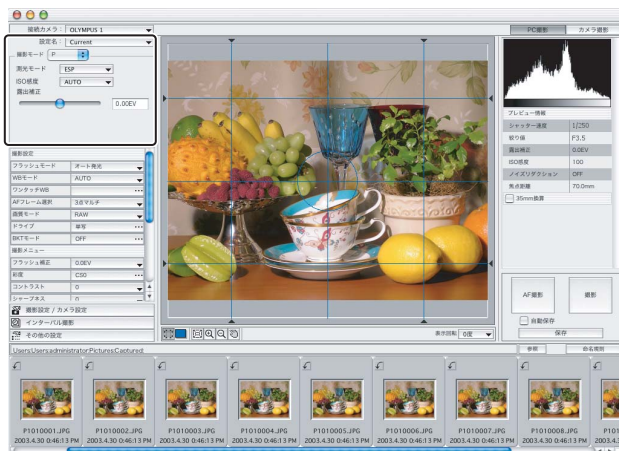 接続カメラ： OLYMPUS 1
PC撮影 カメラ撮影
設定名： Current
撮影モード P
測光モード ESP
ISO感度 AUTO
露出補正
0.00EV
撮影設定
フラッシュモード オート発光
WBモード AUTO
ワンタッチWB
AFフレーム選択 3点マルチ
画質モード RAW
ドライブ 単写
BKTモード OFF
撮影メニュー
フラッシュ補正 0.0EV
彩度 CS0
コントラスト 0
シャープネス 0
撮影設定 / カメラ設定
インターバル撮影
その他の設定
表示回転 0度
プレビュー情報
シャッター速度 1/250
絞り値 F3.5
露出補正 0.0EV
ISO感度 100
ノイズリダクション OFF
焦点距離 70.0mm
35mm換算
AF撮影 撮影
自動保存
保存
Users:Users:administrator:Pictures:Captured:
参照 命名規則
P1010001.JPG
2003.4.30 0:46:13 PM
P1010002.JPG
2003.4.30 0:46:13 PM
P1010003.JPG
2003.4.30 0:46:13 PM
P1010004.JPG
2003.4.30 0:46:13 PM
P1010005.JPG
2003.4.30 0:46:13 PM
P1010006.JPG
2003.4.30 0:46:13 PM
P1010007.JPG
2003.4.30 0:46:13 PM
P1010008.JPG
2003.4.30 0:46:13 PM
P101
2003.4.3